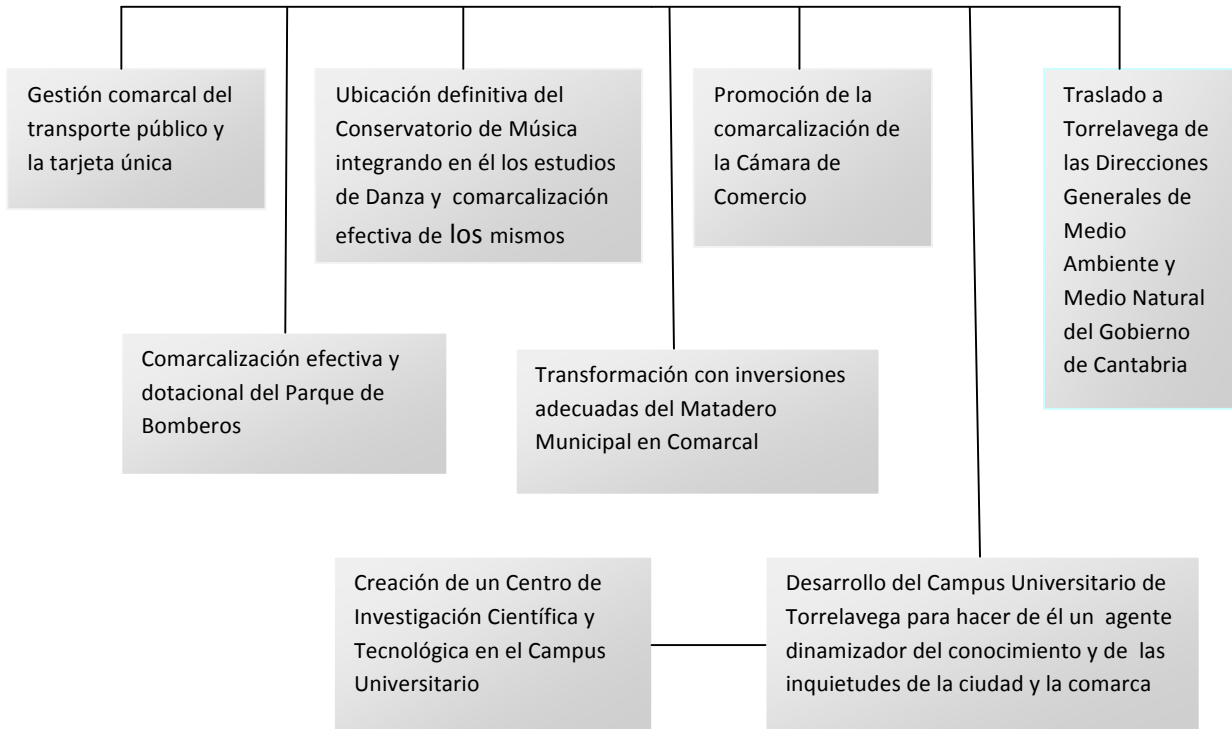 Gestión comarcal del
transporte público y
la tarjeta única
Ubicación definitiva del
Conservatorio de Música
integrando en él los estudios
de Danza y comarcalización
efectiva de los mismos
Promoción de la
comarcalización de
la Cámara de
Comercio
Traslado a
Torrelavega de
las Direcciones
Generales de
Medio
Ambiente y
Medio Natural
del Gobierno
de Cantabria
Comarcalización efectiva y
dotacional del Parque de
Bomberos
Transformación con inversiones
adecuadas del Matadero
Municipal en Comarcal
Creación de un Centro de
Investigación Científica y
Tecnológica en el Campus
Universitario
Desarrollo del Campus Universitario de
Torrelavega para hacer de él un agente
dinamizador del conocimiento y de las
inquietudes de la ciudad y la comarca